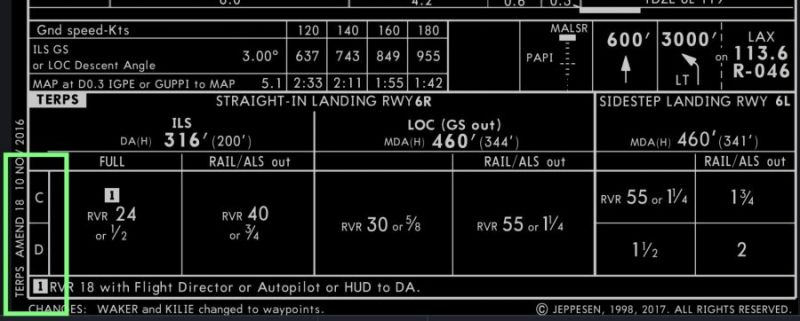 Gnd speed-Kts 120 140 160 180 MALSR
ILS GS
or LOC Descent Angle 3.00° 637 743 849 955 PAPI
MAP at D0.3 IGPE or GUPPI to MAP 5.1 2:33 2:11 1:55 1:42
600' 3000' LT on LAX 113.6 R-046
TERPS STRAIGHT-IN LANDING RWY 6R SIDESTEP LANDING RWY 6L
ILS LOC (GS out)
DA(H) 316' (200') MDA(H) 460' (344') MDA(H) 460' (341')
FULL RAIL/ALS out RAIL/ALS out RAIL/ALS out
C 1 RVR 24 or 1/2 RVR 40 or 3/4 RVR 30 or 5/8 RVR 55 or 1 1/4 RVR 55 or 1 1/4 1 3/4
D 1 1/2 2
1 RVR 18 with Flight Director or Autopilot or HUD to DA.
TERPS AMEND 18 10 NOV 2016
CHANGES: WAKER and KILIE changed to waypoints. © JEPPESEN, 1998, 2017. ALL RIGHTS RESERVED.